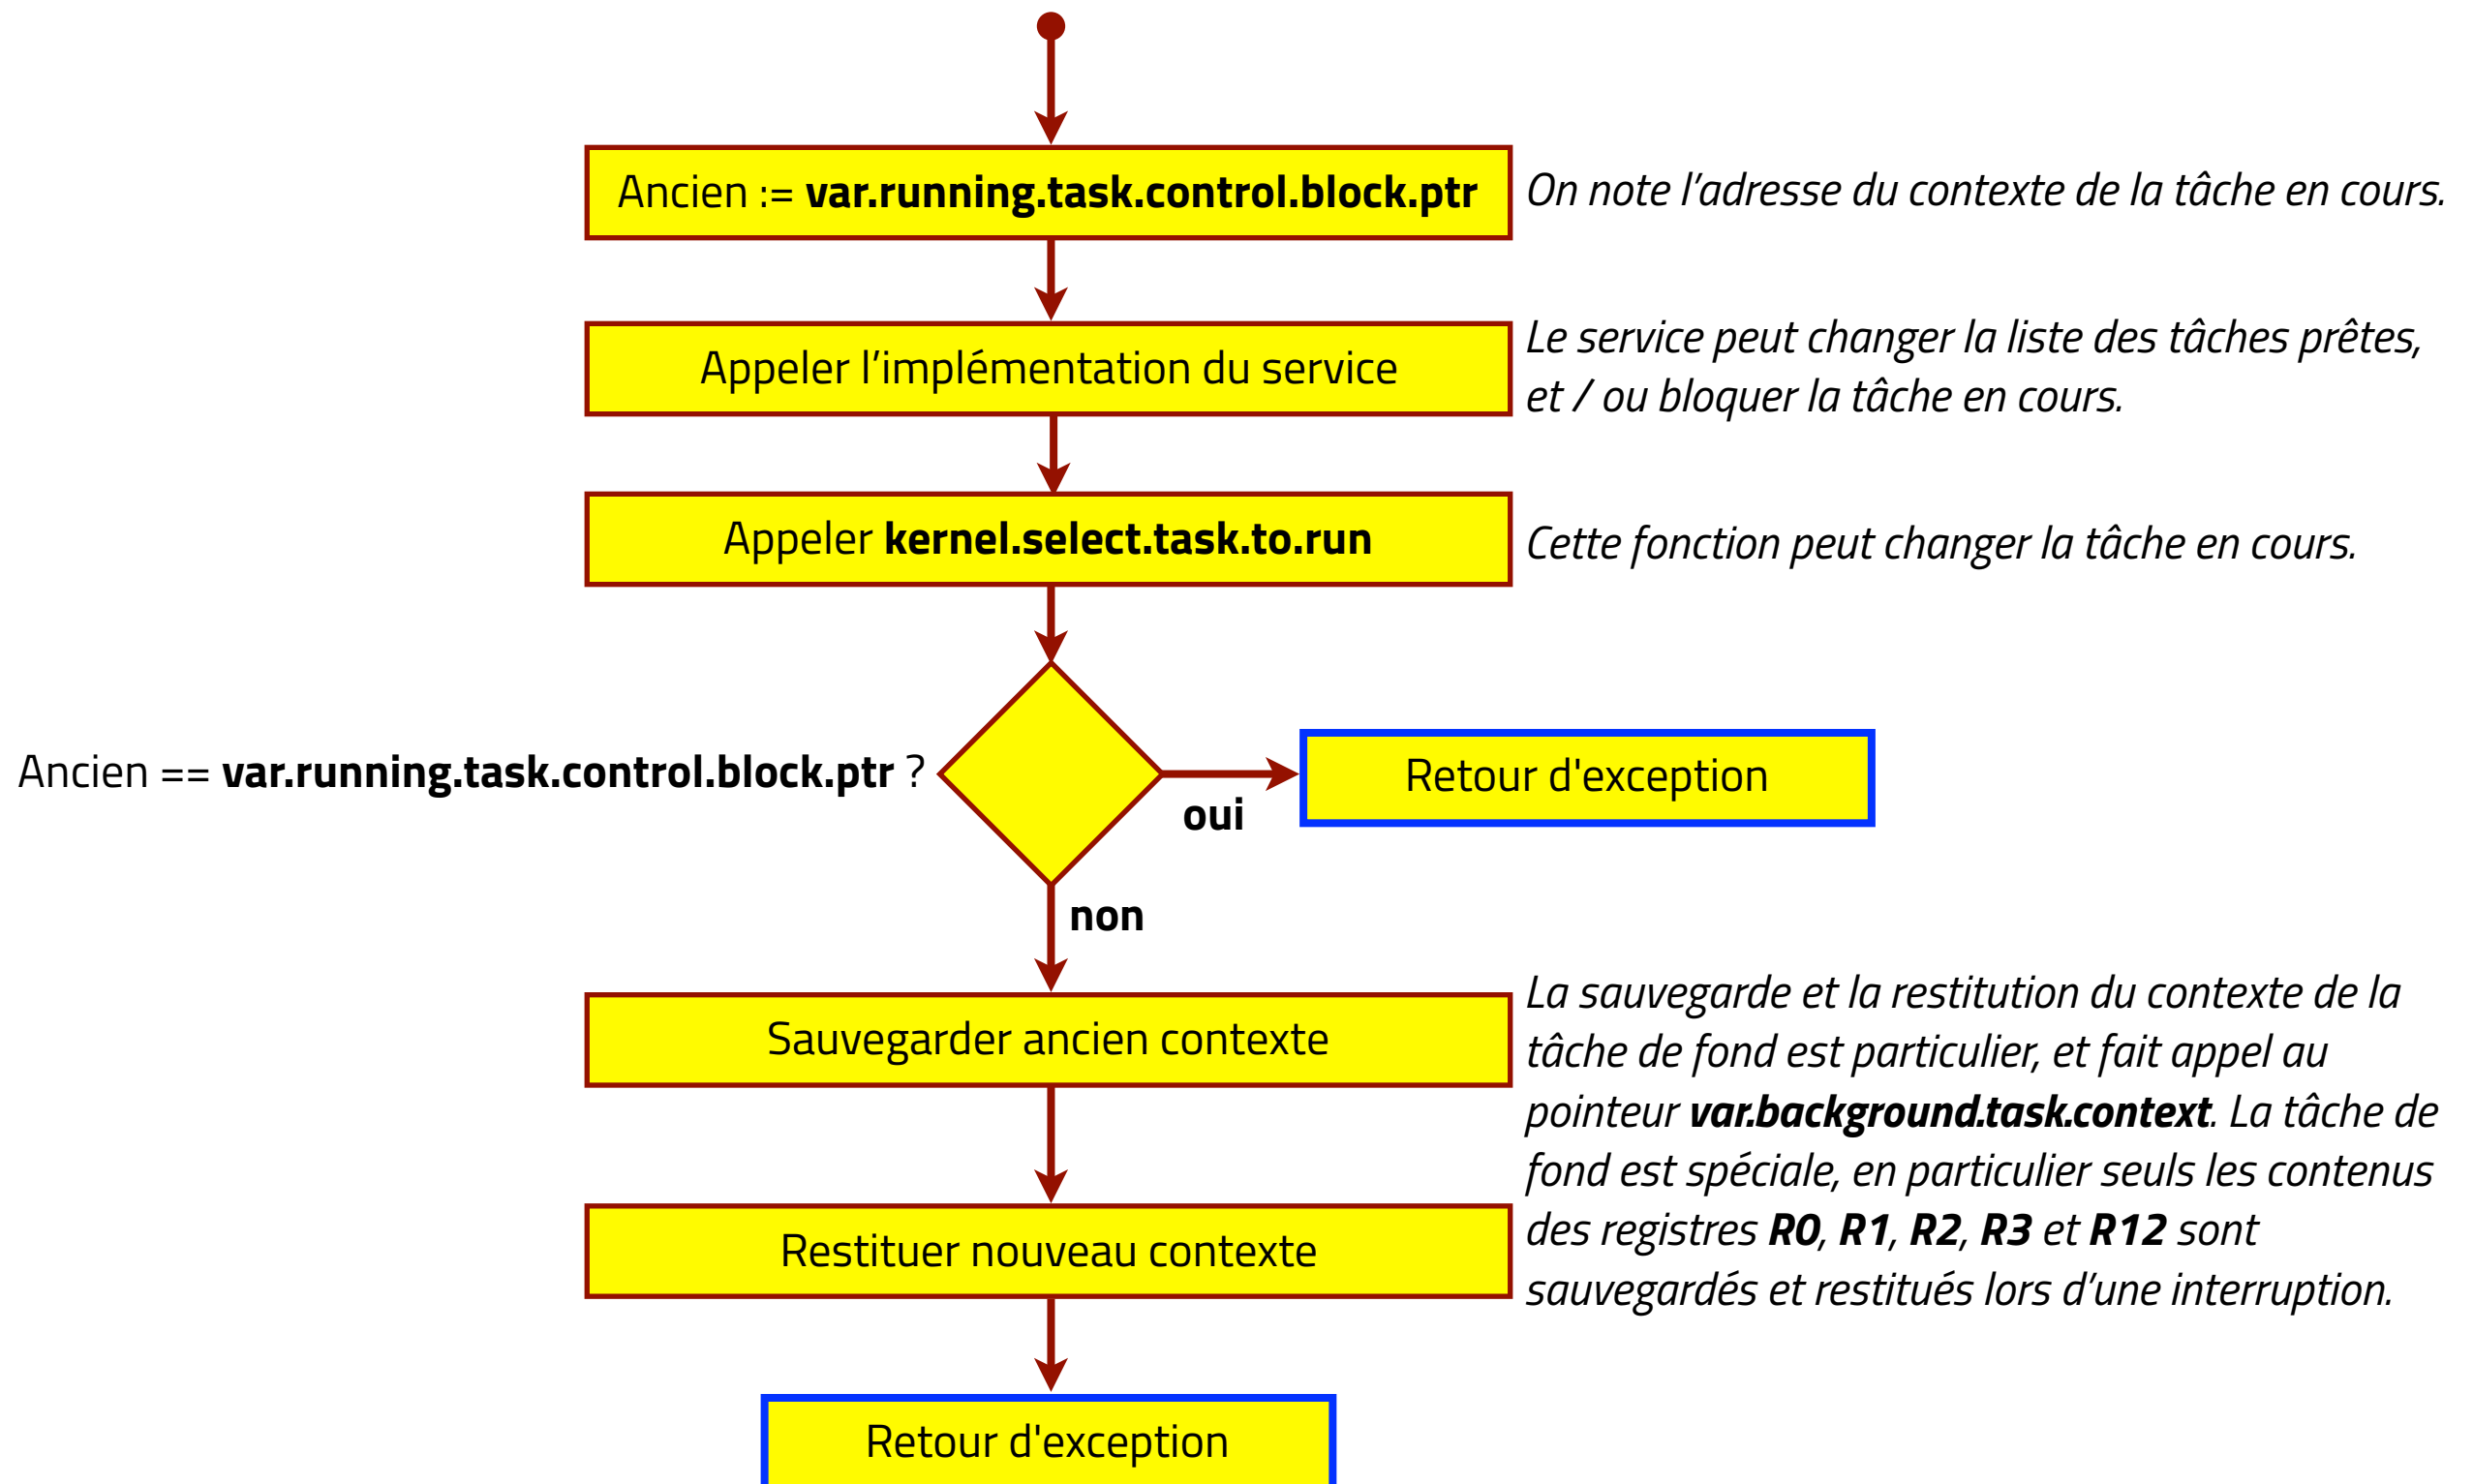 Ancien := var.running.task.control.block.ptr
On note l’adresse du contexte de la tâche en cours.
Appeler l’implémentation du service
Le service peut changer la liste des tâches prêtes,
et / ou bloquer la tâche en cours.
Appeler kernel.select.task.to.run
Cette fonction peut changer la tâche en cours.
Ancien == var.running.task.control.block.ptr ?
oui
Retour d'exception
non
Sauvegarder ancien contexte
La sauvegarde et la restitution du contexte de la
tâche de fond est particulier, et fait appel au
pointeur var.background.task.context. La tâche de
fond est spéciale, en particulier seuls les contenus
des registres R0, R1, R2, R3 et R12 sont
sauvegardés et restitués lors d’une interruption.
Restituer nouveau contexte
Retour d'exception